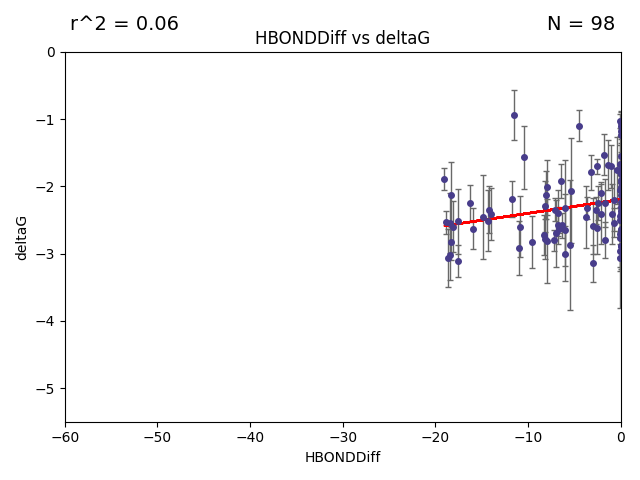 r^2 = 0.06
N = 98
HBONDDiff vs deltaG
0
−1
−2
−3
−4
−5
deltaG
−60 −50 −40 −30 −20 −10 0
HBONDDiff